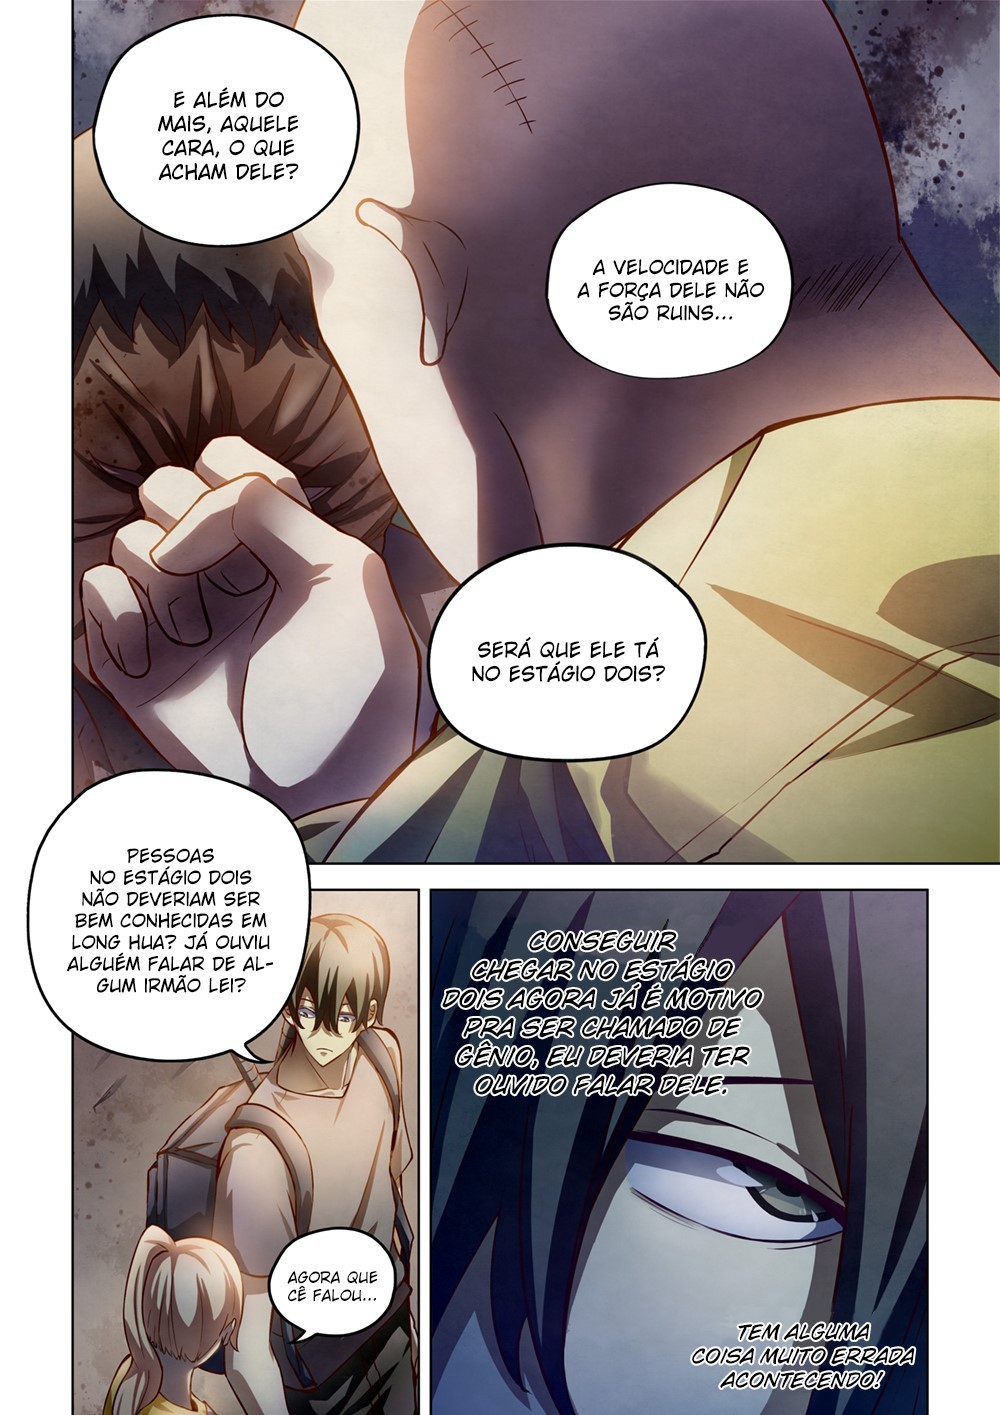 E ALÉM DO
MAIS, AQUELE
CARA, O QUE
ACHAM DELE?
A VELOCIDADE E
A FORÇA DELE NÃO
SÃO RUINS...
SERÁ QUE ELE TÁ
NO ESTÁGIO DOIS?
PESSOAS
NO ESTÁGIO DOIS
NÃO DEVERIAM SER
BEM CONHECIDAS EM
LONG HUA? JÁ OUVIU
ALGUÉM FALAR DE AL-
GUM IRMÃO LEI?
AGORA QUE
CÊ FALOU...
CONSEGUIR
CHEGAR NO ESTÁGIO
DOIS AGORA JÁ É MOTIVO
PRA SER CHAMADO DE
GÊNIO, EU DEVERIA TER
OUVIDO FALAR DELE.
TEM ALGUMA
COISA MUITO ERRADA
ACONTECENDO!